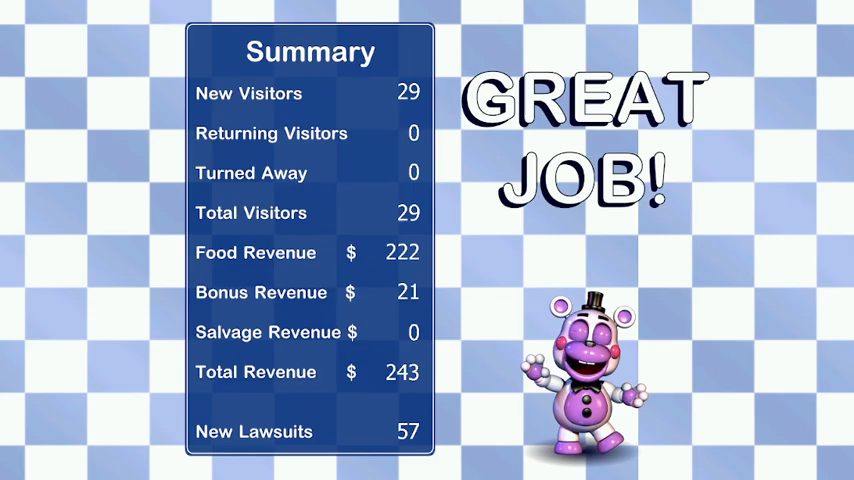 Summary
New Visitors 29
Returning Visitors 0
Turned Away 0
Total Visitors 29
Food Revenue $ 222
Bonus Revenue $ 21
Salvage Revenue $ 0
Total Revenue $ 243
New Lawsuits 57
GREAT
JOB!